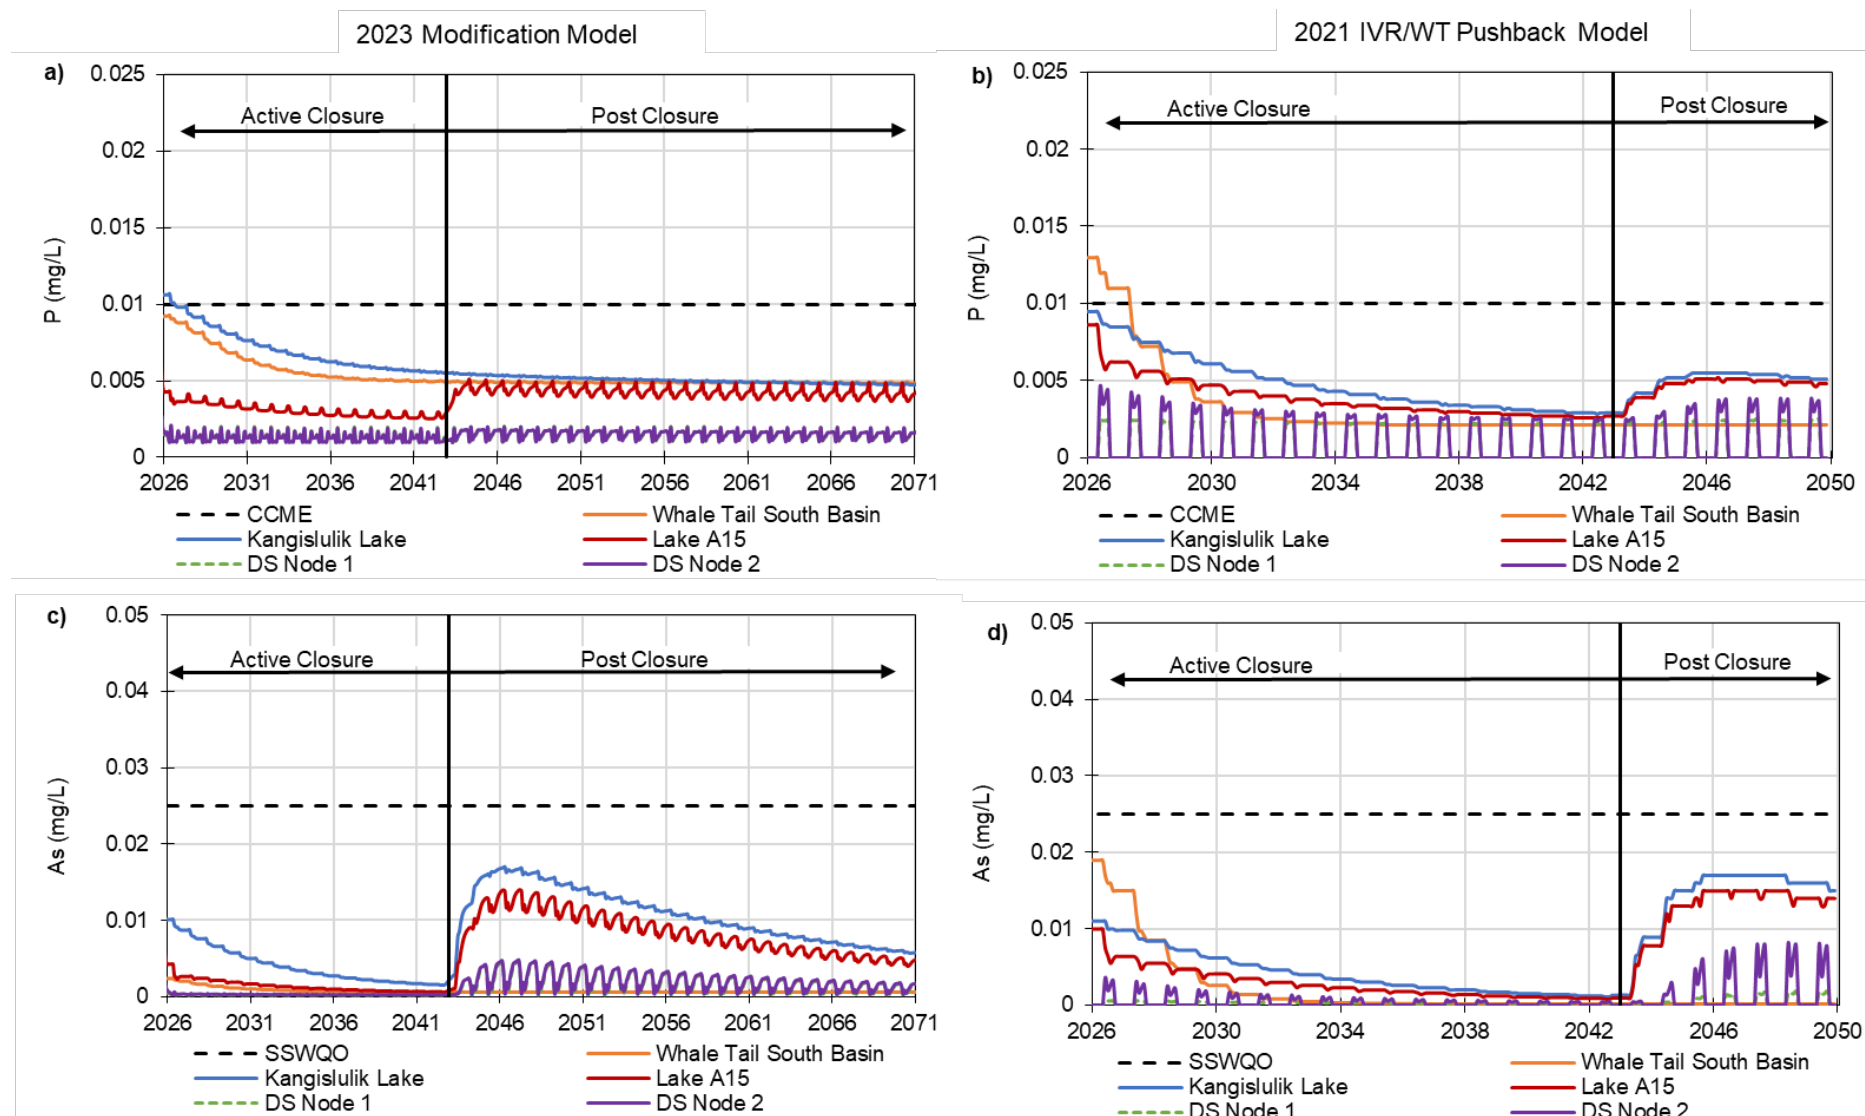 2023 Modification Model
2021 IVR/WT Pushback Model
a)
0.025
0.02
0.015
0.01
0.005
0
P (mg/L)
Active Closure
Post Closure
2026 2031 2036 2041 2046 2051 2056 2061 2066 2071
CCME
Whale Tail South Basin
Kangislulik Lake
Lake A15
DS Node 1
DS Node 2
b)
0.025
0.02
0.015
0.01
0.005
0
P (mg/L)
Active Closure
Post Closure
2026 2030 2034 2038 2042 2046 2050
CCME
Whale Tail South Basin
Kangislulik Lake
Lake A15
DS Node 1
DS Node 2
c)
0.05
0.04
0.03
0.02
0.01
0
As (mg/L)
Active Closure
Post Closure
2026 2031 2036 2041 2046 2051 2056 2061 2066 2071
SSWQO
Whale Tail South Basin
Kangislulik Lake
Lake A15
DS Node 1
DS Node 2
d)
0.05
0.04
0.03
0.02
0.01
0
As (mg/L)
Active Closure
Post Closure
2026 2030 2034 2038 2042 2046 2050
SSWQO
Whale Tail South Basin
Kangislulik Lake
Lake A15
DS Node 1
DS Node 2